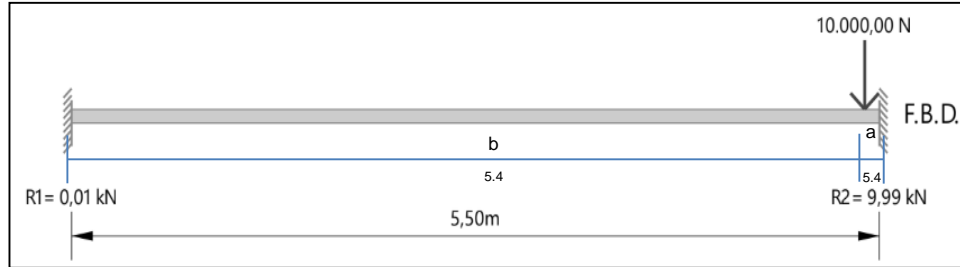 10.000,00 N
F.B.D.
a
b
5.4
5.4
R1= 0,01 kN
R2= 9,99 kN
5,50m